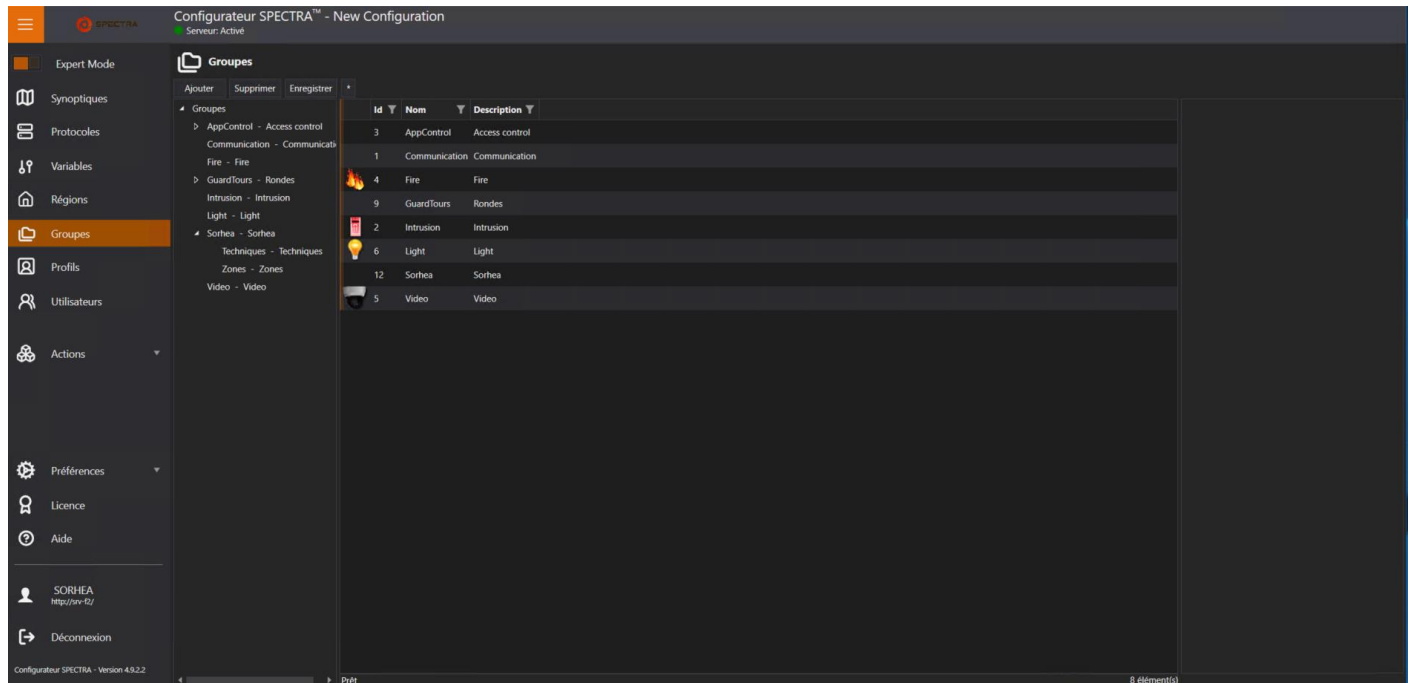 Configurateur SPECTRA™ - New Configuration
Serveur: Activé
SPECTRA
Expert Mode
Synoptiques
Protocoles
Variables
Régions
Groupes
Profils
Utilisateurs
Actions
Préférences
Licence
Aide
SORHEA
http://srv-f2/
Déconnexion
Configurateur SPECTRA - Version 4.9.2.2
Groupes
Ajouter Supprimer Enregistrer *
Groupes
AppControl - Access control
Communication - Communicati
Fire - Fire
GuardTours - Rondes
Intrusion - Intrusion
Light - Light
Sorhea - Sorhea
Techniques - Techniques
Zones - Zones
Video - Video
Id Nom Description
3 AppControl Access control
1 Communication Communication
4 Fire Fire
9 GuardTours Rondes
2 Intrusion Intrusion
6 Light Light
12 Sorhea Sorhea
5 Video Video
Prêt 8 élément(s)